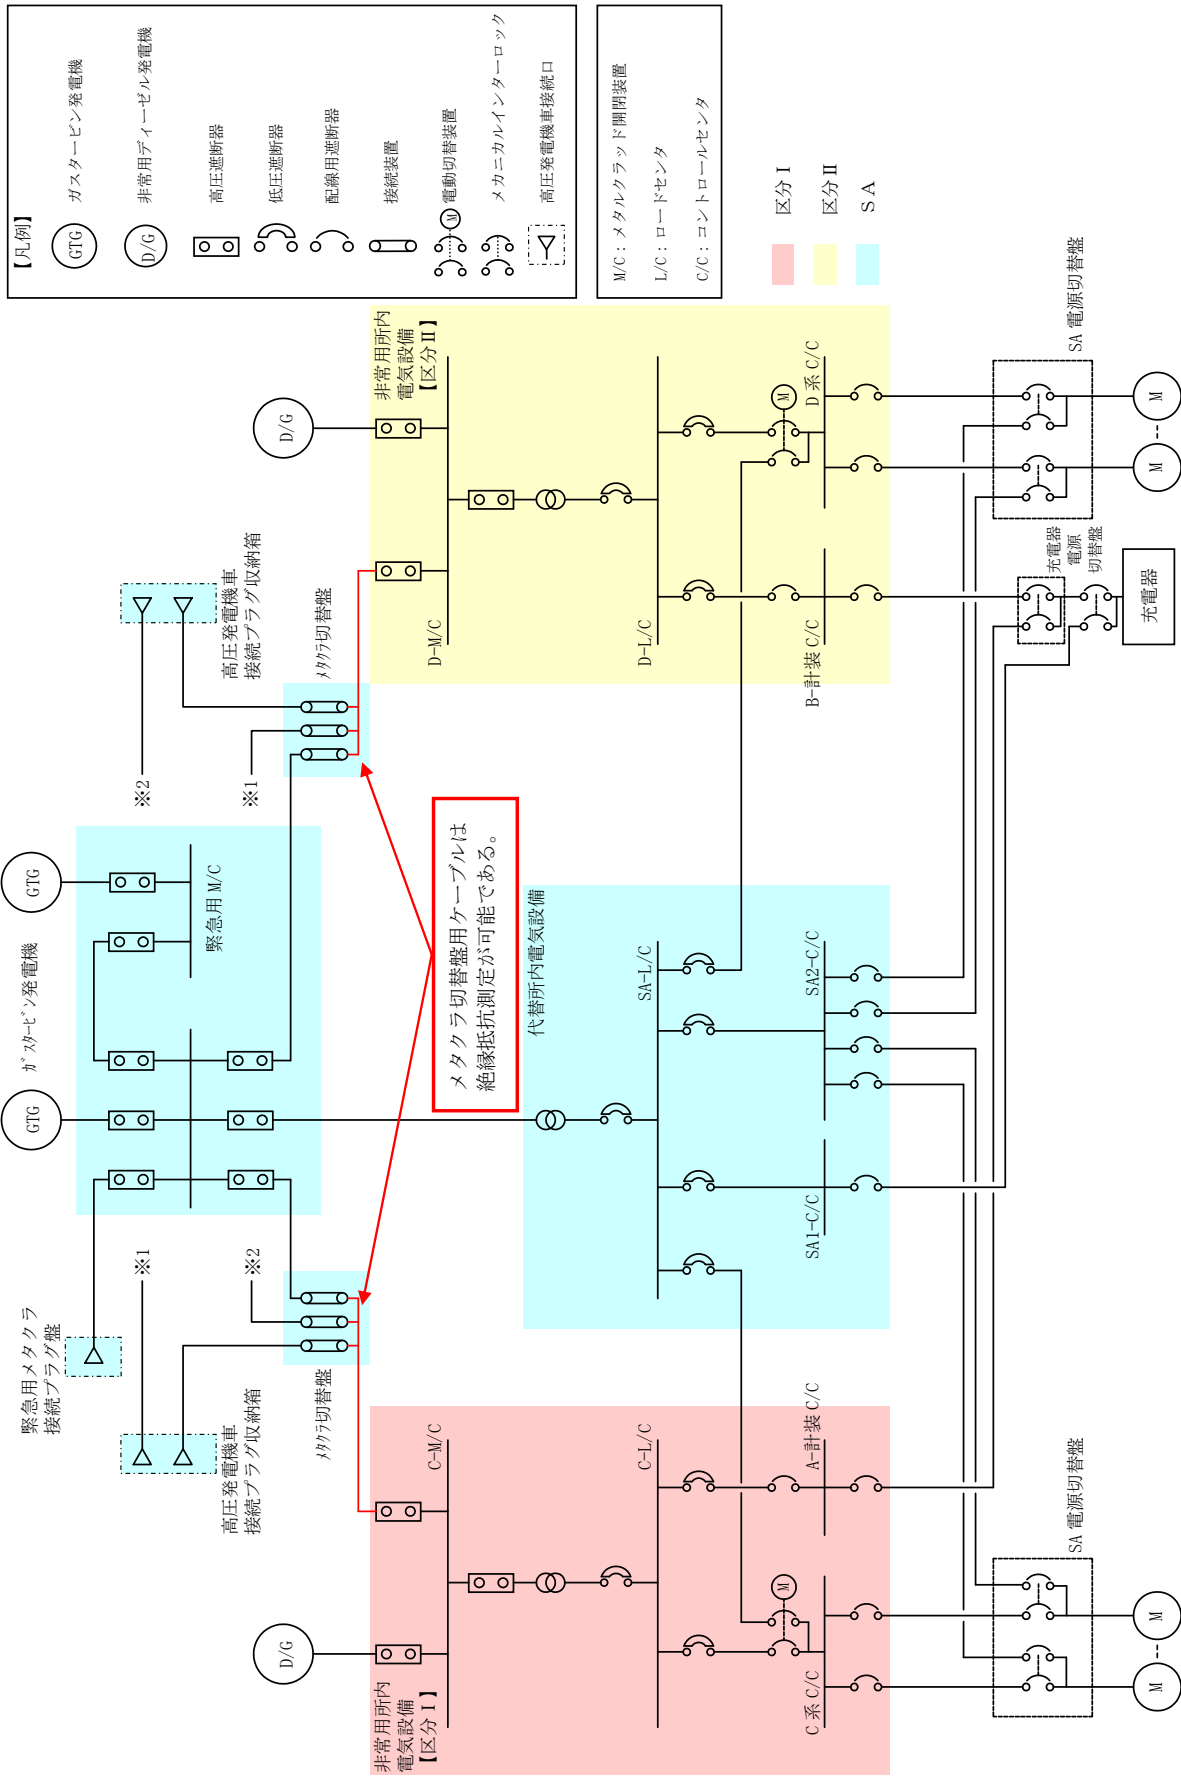 【凡例】
GTG ガスタービン発電機
D/G 非常用ディーゼル発電機
高圧遮断器
低圧遮断器
配線用遮断器
接続装置
M 電動切替装置
メカニカルインターロック
高圧発電機車接続口
M/C：メタルクラッド開閉装置
L/C：ロードセンタ
C/C：コントロールセンタ
区分Ⅰ
区分Ⅱ
ＳＡ
緊急用メタクラ
接続プラグ盤
GTG
ｶﾞｽﾀｰﾋﾞﾝ発電機
GTG
緊急用 M/C
※1
※2
高圧発電機車
接続プラグ収納箱
ﾒﾀｸﾗ切替盤
※2
※1
高圧発電機車
接続プラグ収納箱
ﾒﾀｸﾗ切替盤
メタクラ切替盤用ケーブルは
絶縁抵抗測定が可能である。
D/G
非常用所内
電気設備
【区分Ⅰ】
C-M/C
C-L/C
C 系 C/C
M
A-計装 C/C
代替所内電気設備
SA-L/C
SA1-C/C
SA2-C/C
D/G
非常用所内
電気設備
【区分Ⅱ】
D-M/C
D-L/C
B-計装 C/C
M
D 系 C/C
SA 電源切替盤
M
M
充電器
電源
切替盤
充電器
SA 電源切替盤
M
M